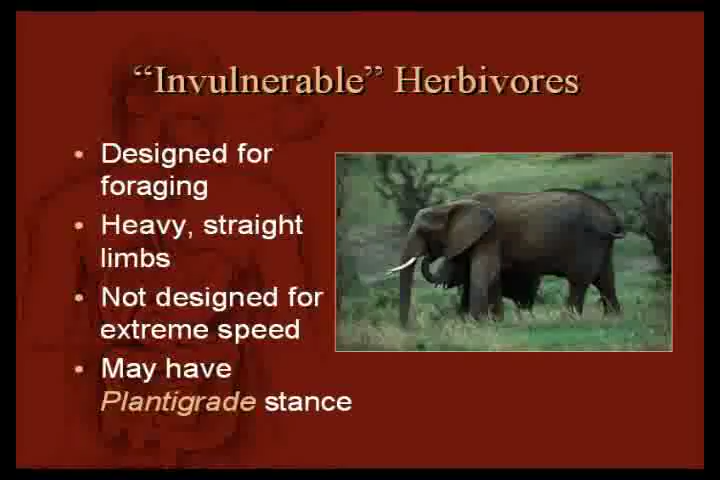 “Invulnerable” Herbivores
• Designed for
foraging
• Heavy, straight
limbs
• Not designed for
extreme speed
• May have
Plantigrade stance